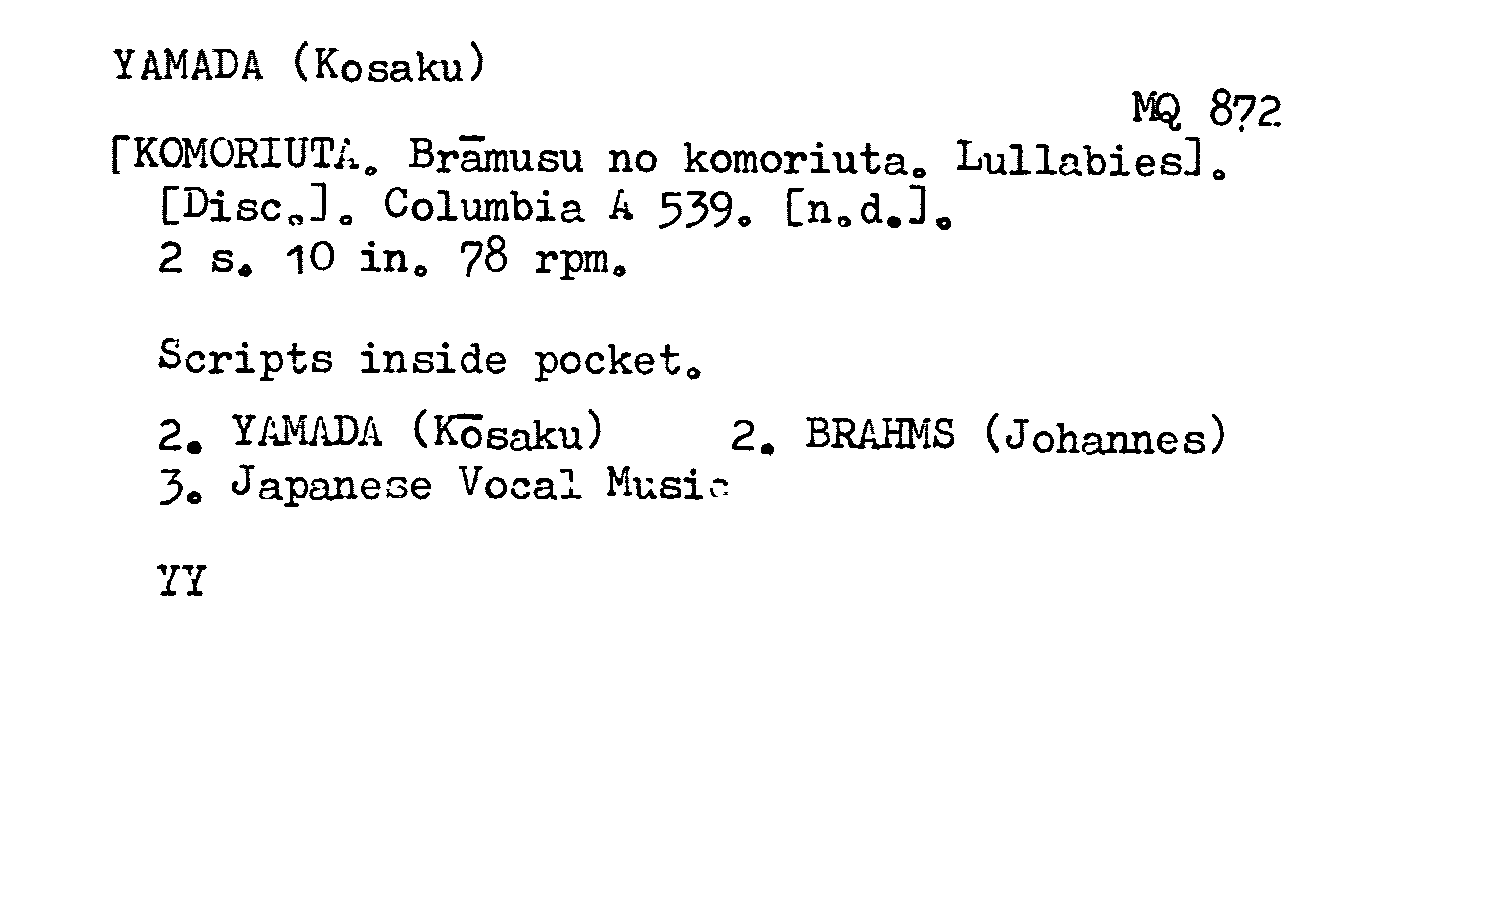 YAMADA (Kosaku)
MQ 872
[KOMORIUTA. Brāmusu no komoriuta. Lullabies].
[Disc.]. Columbia A 539. [n.d.].
2 s. 10 in. 78 rpm.
Scripts inside pocket.
2. YAMADA (Kōsaku) 2. BRAHMS (Johannes)
3. Japanese Vocal Music
YY